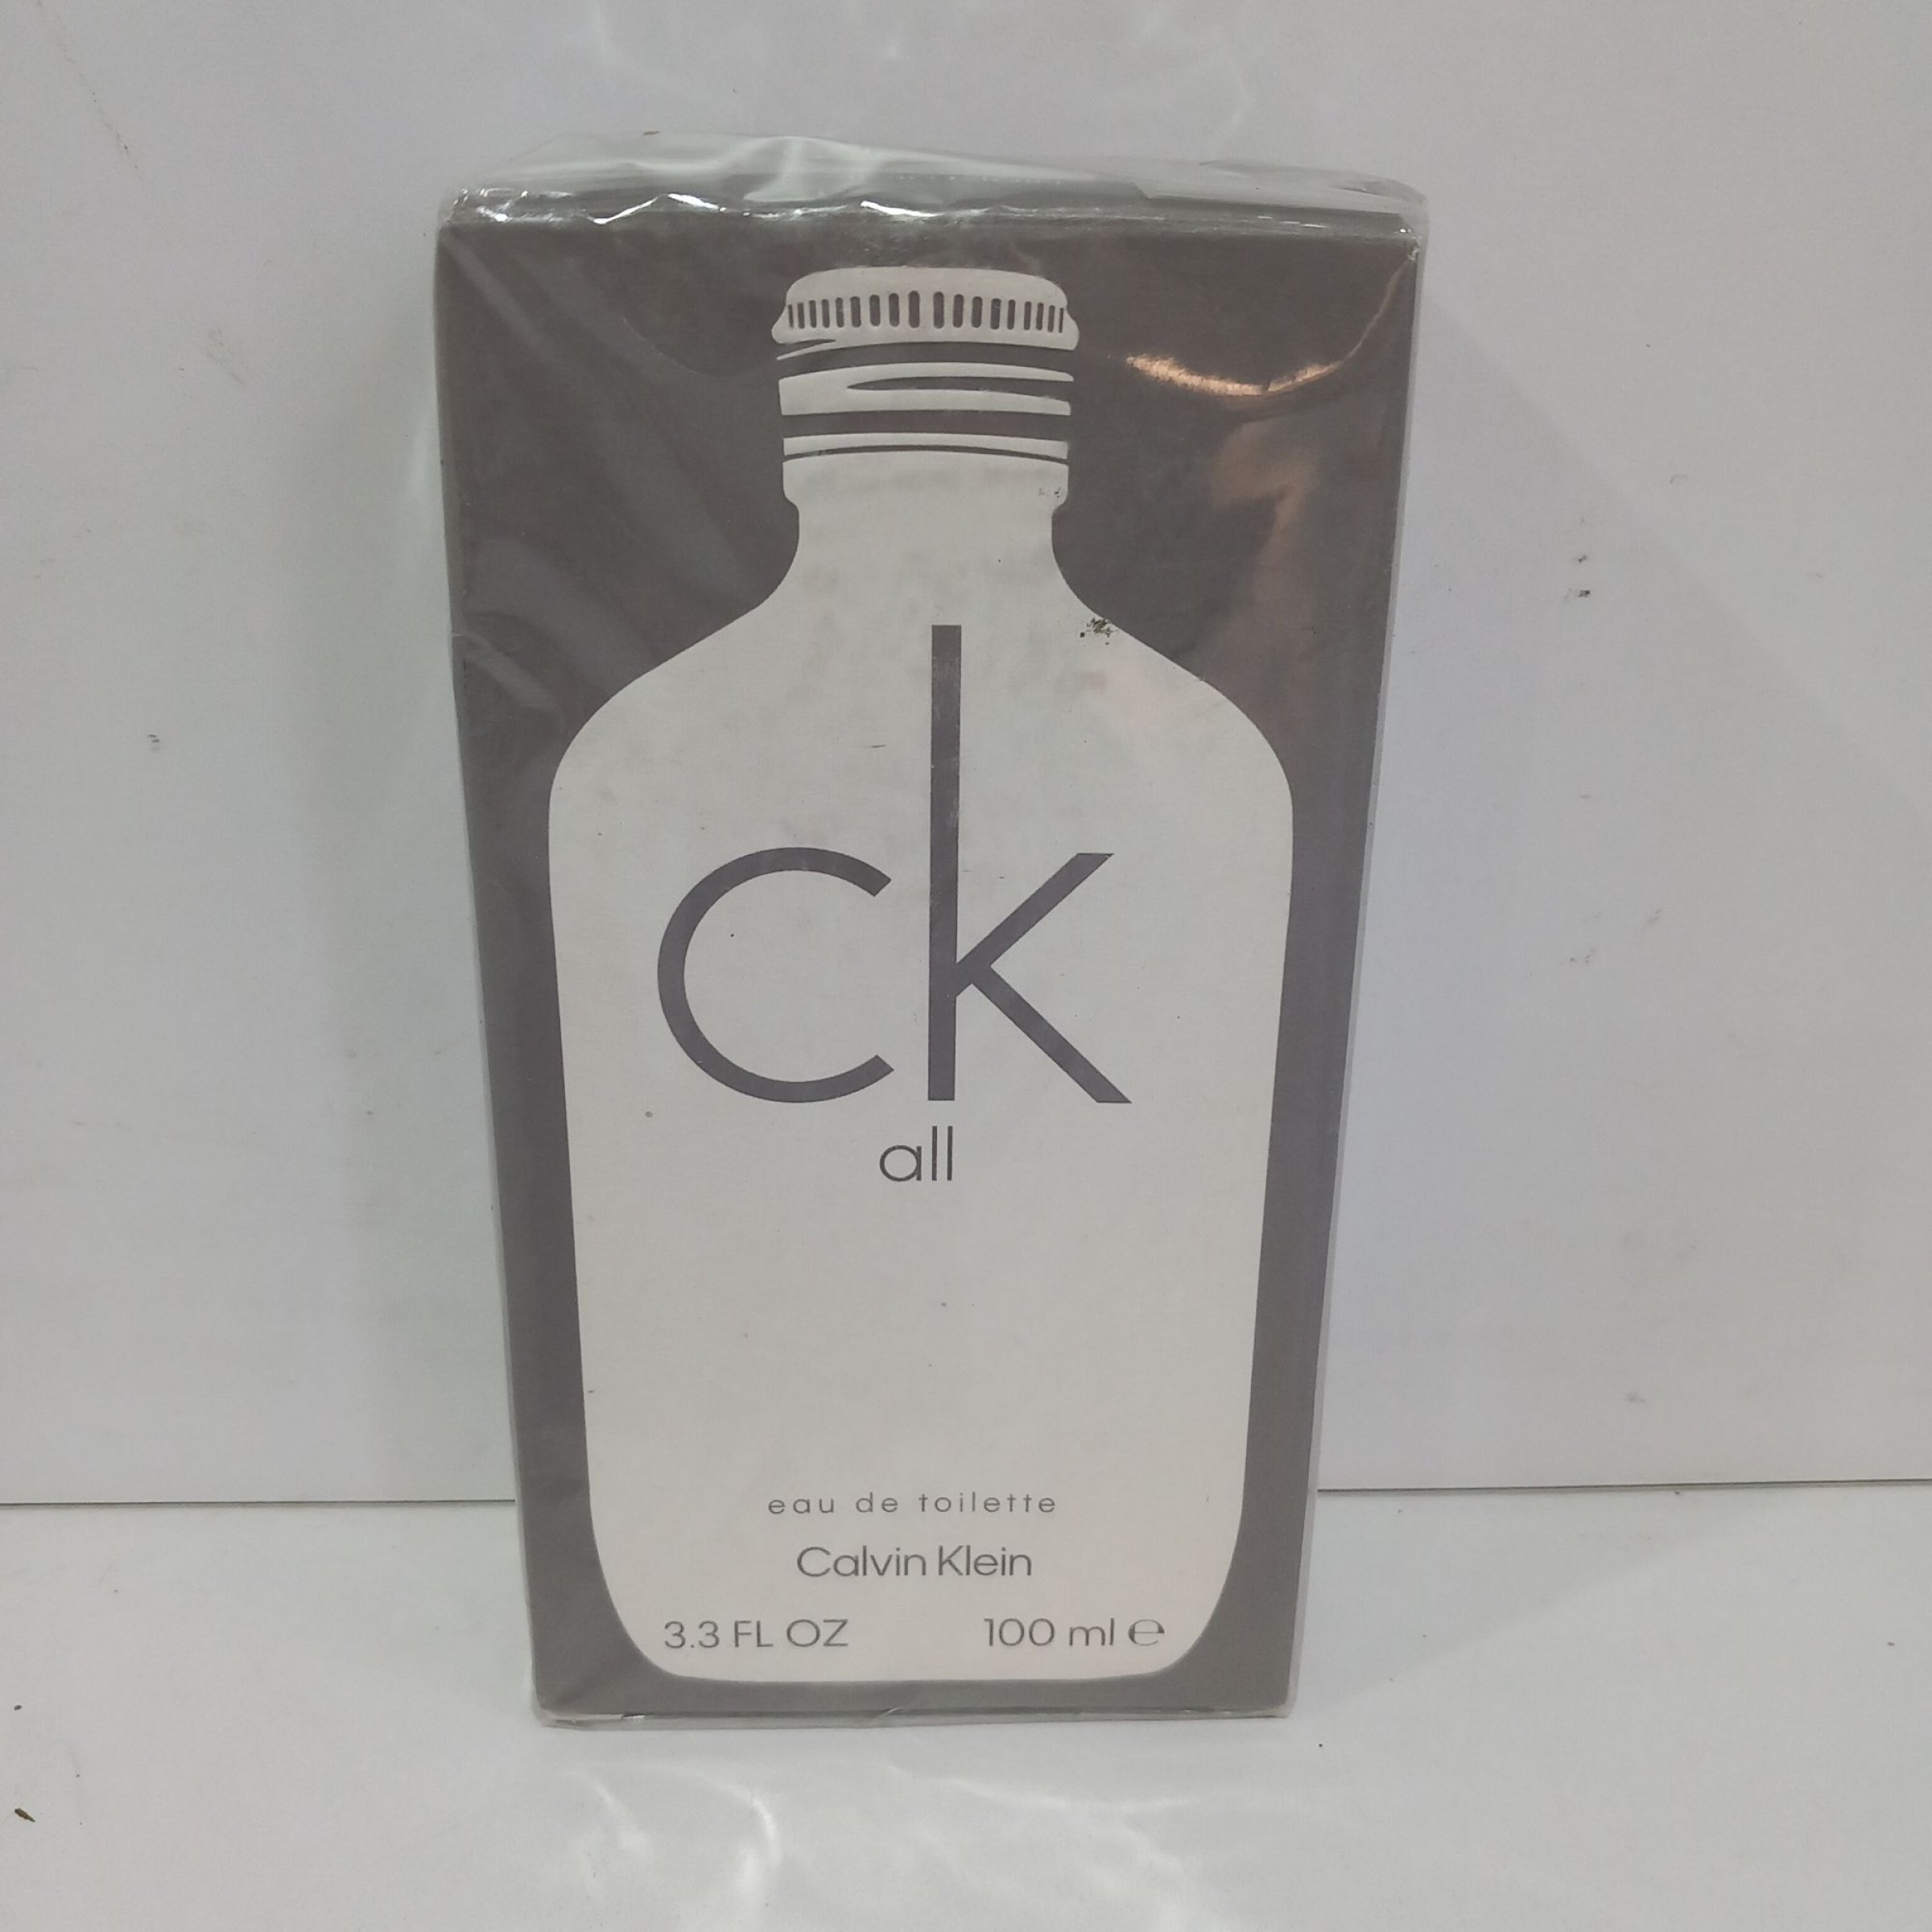 ck
all
eau de toilette
Calvin Klein
3.3 FL OZ 100 ml ℮